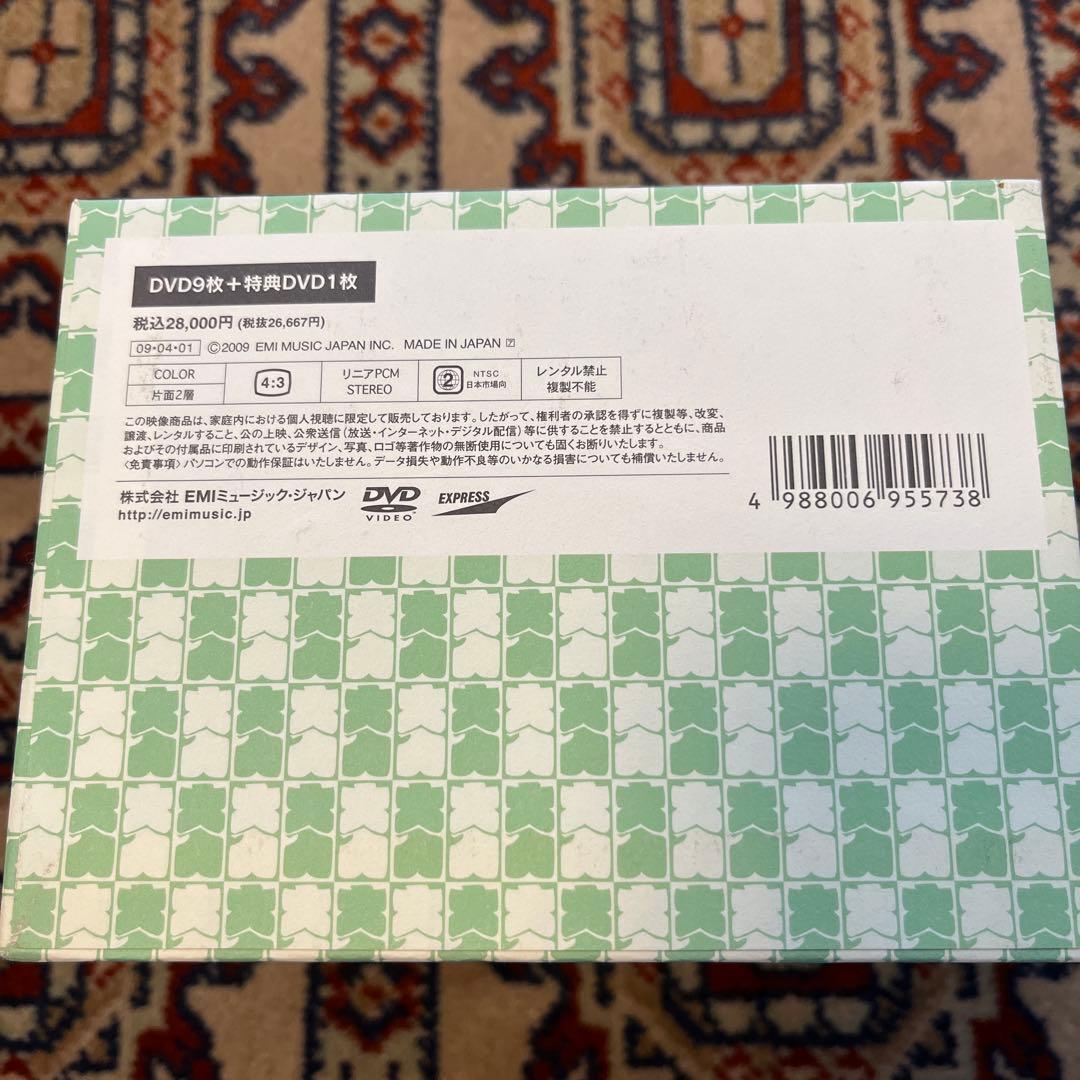 DVD9枚＋特典DVD1枚
税込28,000円 (税抜26,667円)
09・04・01 Ⓒ2009 EMI MUSIC JAPAN INC. MADE IN JAPAN 7
COLOR
片面2層
4:3
リニアPCM
STEREO
2 NTSC
日本市場向
レンタル禁止
複製不能
この映像商品は、家庭内における個人視聴に限定して販売しております。したがって、権利者の承認を得ずに複製等、改変、
譲渡、レンタルすること、公の上映、公衆送信（放送・インターネット・デジタル配信）等に供することを禁止するとともに、商品
およびその付属品に印刷されているデザイン、写真、ロゴ等著作物の無断使用についても固くお断りいたします。
〈免責事項〉パソコンでの動作保証はいたしません。データ損失や動作不良等のいかなる損害についても補償いたしません。
株式会社 EMIミュージック・ジャパン
http://emimusic.jp
DVD
VIDEO™
EXPRESS
4 988006 955738